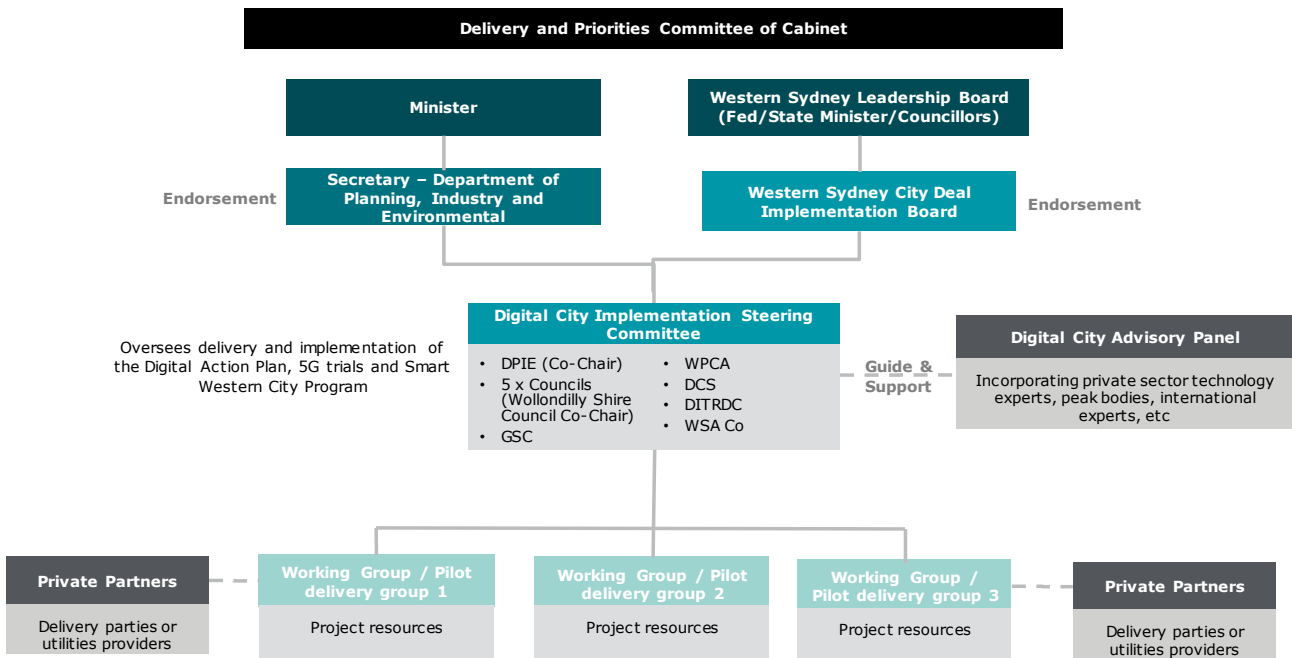 Delivery and Priorities Committee of Cabinet
Minister
Western Sydney Leadership Board
(Fed/State Minister/Councillors)
Endorsement
Secretary – Department of
Planning, Industry and
Environmental
Western Sydney City Deal
Implementation Board
Endorsement
Oversees delivery and implementation of
the Digital Action Plan, 5G trials and Smart
Western City Program
Digital City Implementation Steering
Committee
• DPIE (Co-Chair)
• 5 x Councils
(Wollondilly Shire
Council Co-Chair)
• GSC
• WPCA
• DCS
• DITRDC
• WSA Co
Guide &
Support
Digital City Advisory Panel
Incorporating private sector technology
experts, peak bodies, international
experts, etc
Private Partners
Delivery parties or
utilities providers
Working Group / Pilot
delivery group 1
Project resources
Working Group / Pilot
delivery group 2
Project resources
Working Group /
Pilot delivery group 3
Project resources
Private Partners
Delivery parties or
utilities providers